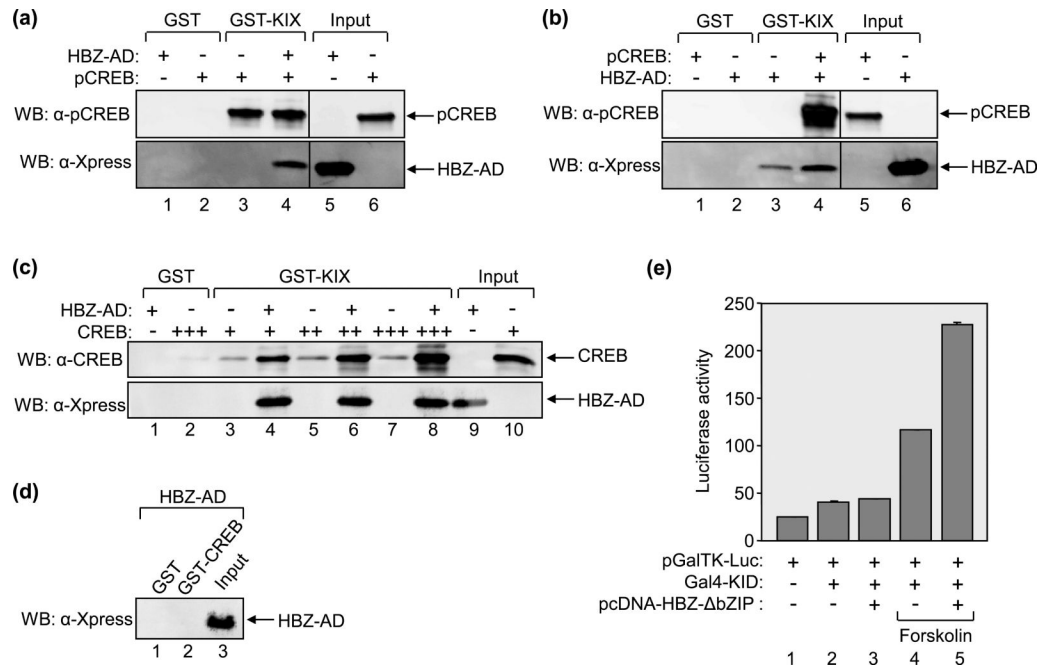 (a)
GST GST-KIX Input
HBZ-AD: + - - + + -
pCREB: - + + + - +
WB: α-pCREB pCREB
WB: α-Xpress HBZ-AD
1 2 3 4 5 6
(b)
GST GST-KIX Input
pCREB: + - - + + -
HBZ-AD: - + + + - +
WB: α-pCREB pCREB
WB: α-Xpress HBZ-AD
1 2 3 4 5 6
(c)
GST GST-KIX Input
HBZ-AD: + - - + - + - + + -
CREB: - +++ + + ++ ++ +++ +++ - +
WB: α-CREB CREB
WB: α-Xpress HBZ-AD
1 2 3 4 5 6 7 8 9 10
(d)
HBZ-AD
GST GST-CREB Input
WB: α-Xpress HBZ-AD
1 2 3
(e)
Luciferase activity
250
200
150
100
50
0
pGalTK-Luc: + + + + +
Gal4-KID: - + + + +
pcDNA-HBZ-ΔbZIP : - - + - +
Forskolin
1 2 3 4 5